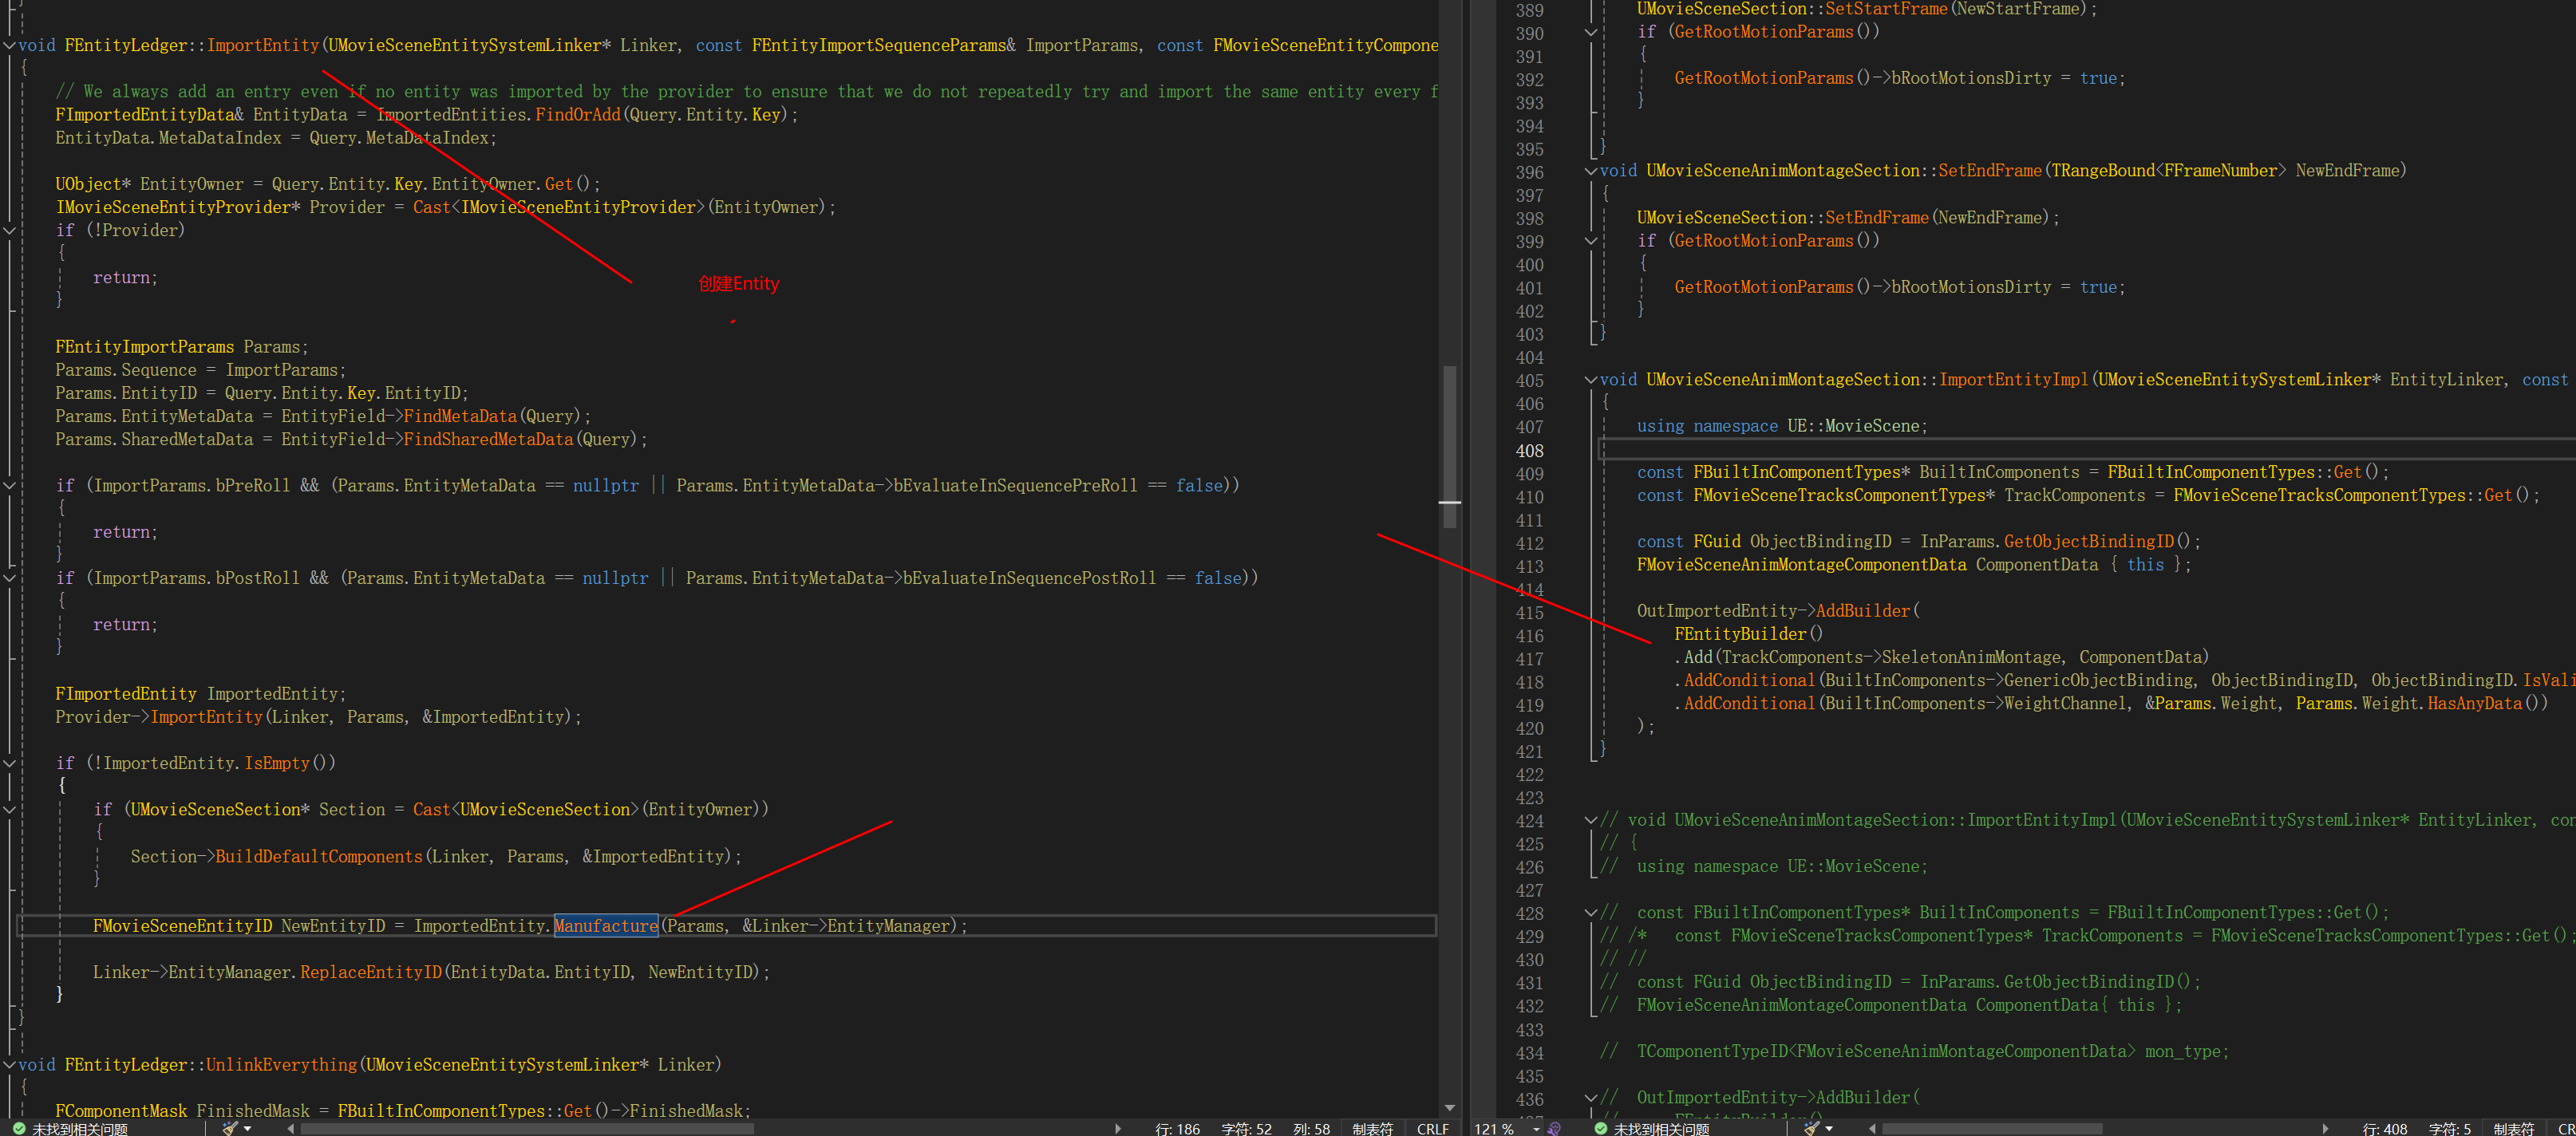 void FEntityLedger::ImportEntity(UMovieSceneEntitySystemLinker* Linker, const FEntityImportSequenceParams& ImportParams, const FMovieSceneEntityCompone
{
// We always add an entry even if no entity was imported by the provider to ensure that we do not repeatedly try and import the same entity every f
FImportedEntityData& EntityData = ImportedEntities.FindOrAdd(Query.Entity.Key);
EntityData.MetaDataIndex = Query.MetaDataIndex;
UObject* EntityOwner = Query.Entity.Key.EntityOwner.Get();
IMovieSceneEntityProvider* Provider = Cast<IMovieSceneEntityProvider>(EntityOwner);
if (!Provider)
{
return;
}
创建Entity
FEntityImportParams Params;
Params.Sequence = ImportParams;
Params.EntityID = Query.Entity.Key.EntityID;
Params.EntityMetaData = EntityField->FindMetaData(Query);
Params.SharedMetaData = EntityField->FindSharedMetaData(Query);
if (ImportParams.bPreRoll && (Params.EntityMetaData == nullptr || Params.EntityMetaData->bEvaluateInSequencePreRoll == false))
{
return;
}
if (ImportParams.bPostRoll && (Params.EntityMetaData == nullptr || Params.EntityMetaData->bEvaluateInSequencePostRoll == false))
{
return;
}
FImportedEntity ImportedEntity;
Provider->ImportEntity(Linker, Params, &ImportedEntity);
if (!ImportedEntity.IsEmpty())
{
if (UMovieSceneSection* Section = Cast<UMovieSceneSection>(EntityOwner))
{
Section->BuildDefaultComponents(Linker, Params, &ImportedEntity);
}
FMovieSceneEntityID NewEntityID = ImportedEntity.Manufacture(Params, &Linker->EntityManager);
Linker->EntityManager.ReplaceEntityID(EntityData.EntityID, NewEntityID);
}
}
void FEntityLedger::UnlinkEverything(UMovieSceneEntitySystemLinker* Linker)
{
FComponentMask FinishedMask = FBuiltInComponentTypes::Get()->FinishedMask;
未找到相关问题 行: 186 字符: 52 列: 58 制表符 CRLF
389 UMovieSceneSection::SetStartFrame(NewStartFrame);
390 if (GetRootMotionParams())
391 {
392 GetRootMotionParams()->bRootMotionsDirty = true;
393 }
394
395 }
396 void UMovieSceneAnimMontageSection::SetEndFrame(TRangeBound<FFrameNumber> NewEndFrame)
397 {
398 UMovieSceneSection::SetEndFrame(NewEndFrame);
399 if (GetRootMotionParams())
400 {
401 GetRootMotionParams()->bRootMotionsDirty = true;
402 }
403 }
404
405 void UMovieSceneAnimMontageSection::ImportEntityImpl(UMovieSceneEntitySystemLinker* EntityLinker, const
406 {
407 using namespace UE::MovieScene;
408
409 const FBuiltInComponentTypes* BuiltInComponents = FBuiltInComponentTypes::Get();
410 const FMovieSceneTracksComponentTypes* TrackComponents = FMovieSceneTracksComponentTypes::Get();
411
412 const FGuid ObjectBindingID = InParams.GetObjectBindingID();
413 FMovieSceneAnimMontageComponentData ComponentData { this };
414
415 OutImportedEntity->AddBuilder(
416 FEntityBuilder()
417 .Add(TrackComponents->SkeletonAnimMontage, ComponentData)
418 .AddConditional(BuiltInComponents->GenericObjectBinding, ObjectBindingID, ObjectBindingID.IsVali
419 .AddConditional(BuiltInComponents->WeightChannel, &Params.Weight, Params.Weight.HasAnyData())
420 );
421 }
422
423
424 // void UMovieSceneAnimMontageSection::ImportEntityImpl(UMovieSceneEntitySystemLinker* EntityLinker, con
425 // {
426 // using namespace UE::MovieScene;
427
428 // const FBuiltInComponentTypes* BuiltInComponents = FBuiltInComponentTypes::Get();
429 // /* const FMovieSceneTracksComponentTypes* TrackComponents = FMovieSceneTracksComponentTypes::Get();
430 // //
431 // const FGuid ObjectBindingID = InParams.GetObjectBindingID();
432 // FMovieSceneAnimMontageComponentData ComponentData{ this };
433
434 // TComponentTypeID<FMovieSceneAnimMontageComponentData> mon_type;
435
436 // OutImportedEntity->AddBuilder(
121 % 未找到相关问题 行: 408 字符: 5 制表符 CR